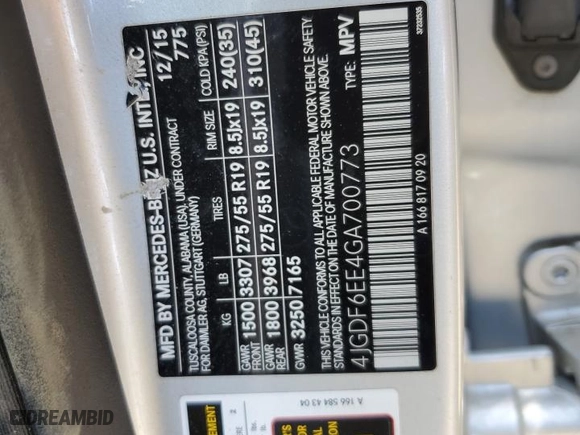 MFD BY MERCEDES-BENZ U.S. INTL, INC 12/15
TUSCALOOSA COUNTY, ALABAMA (USA), UNDER CONTRACT 775
FOR DAIMLER AG, STUTTGART (GERMANY)
KG LB TIRES RIM SIZE COLD KPA (PSI)
GAWR FRONT 1500 3307 275/55 R19 8.5Jx19 240(35)
GAWR REAR 1800 3968 275/55 R19 8.5Jx19 310(45)
GVWR 3250 7165
THIS VEHICLE CONFORMS TO ALL APPLICABLE FEDERAL MOTOR VEHICLE SAFETY
STANDARDS IN EFFECT ON THE DATE OF MANUFACTURE SHOWN ABOVE.
4JGDF6EE4GA700773 TYPE: MPV
A 166 817 09 20 37232535
A 166 584 43 04
CIDREAMBID